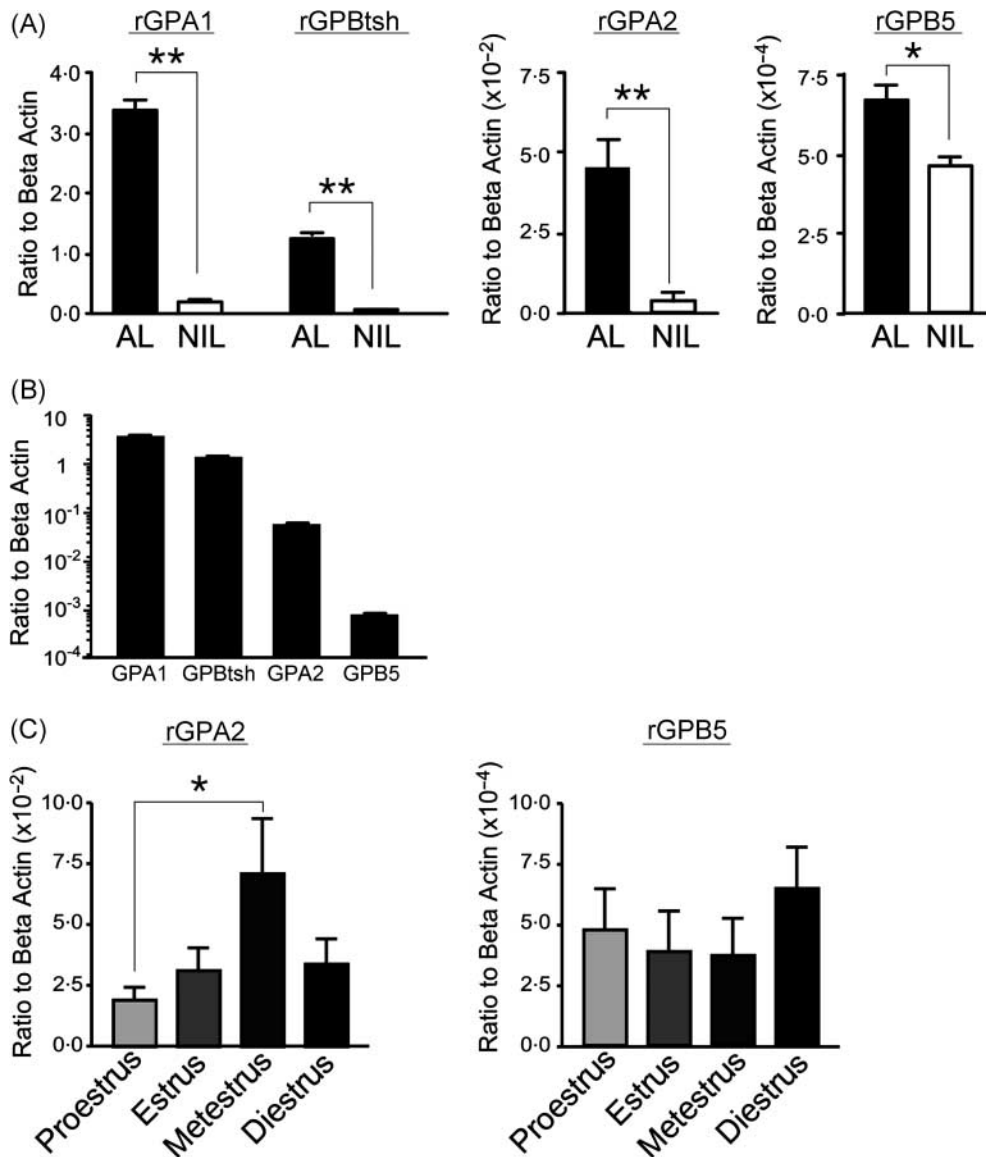 (A)
rGPA1
rGPBtsh
rGPA2
rGPB5
Ratio to Beta Actin
4·0
3·0
2·0
1·0
0·0
**
**
AL NIL
AL NIL
Ratio to Beta Actin (x10⁻²)
7·5
5·0
2·5
0·0
**
AL NIL
Ratio to Beta Actin (x10⁻⁴)
7·5
5·0
2·5
0·0
*
AL NIL
(B)
Ratio to Beta Actin
10
1
10⁻¹
10⁻²
10⁻³
10⁻⁴
GPA1 GPBtsh GPA2 GPB5
(C)
rGPA2
Ratio to Beta Actin (x10⁻²)
10·0
7·5
5·0
2·5
0·0
*
Proestrus
Estrus
Metestrus
Diestrus
rGPB5
Ratio to Beta Actin (x10⁻⁴)
10·0
7·5
5·0
2·5
0·0
Proestrus
Estrus
Metestrus
Diestrus